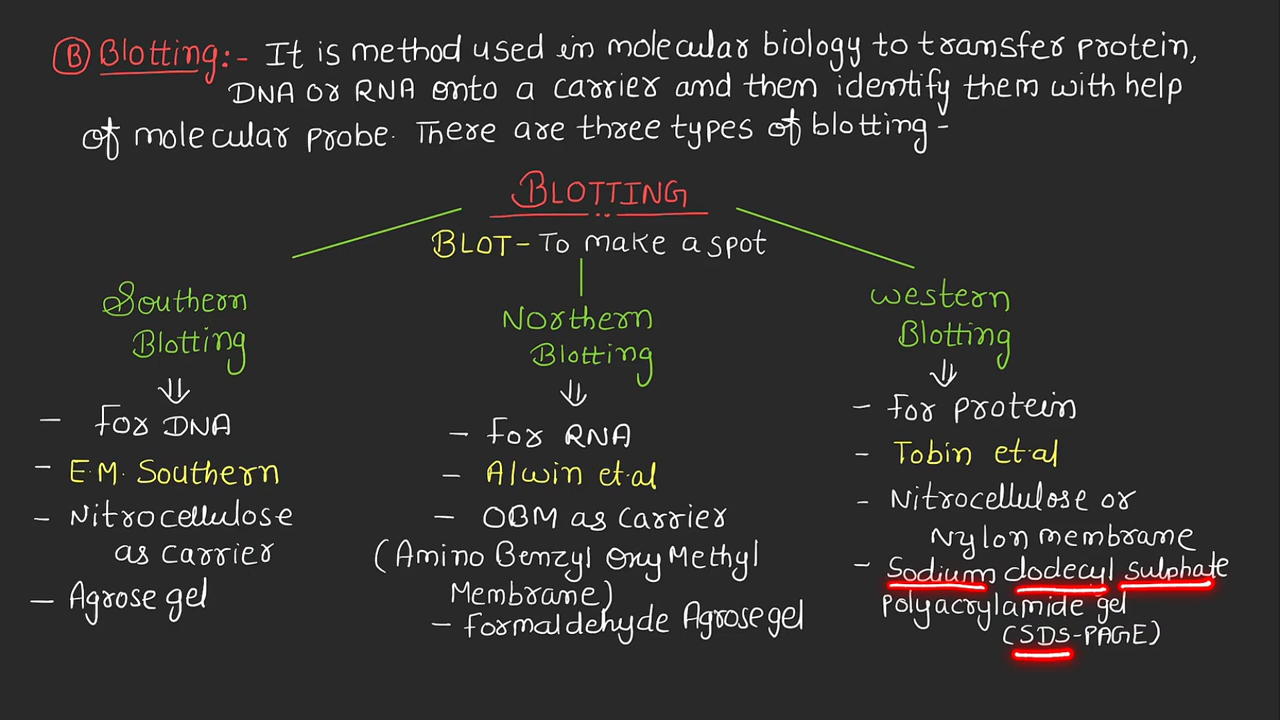 B Blotting:- It is method used in molecular biology to transfer protein,
DNA or RNA onto a carrier and them identify them with help
of molecular probe. There are three types of blotting-
BLOTTING
BLOT- To make a spot
Southern
Blotting
- for DNA
- E.M. Southern
- Nitrocellulose
as carrier
- Agrose gel
Northern
Blotting
- for RNA
- Alwin et.al
- OBM as carrier
(Amino Benzyl OxyMethyl
Membrane)
- formaldehyde Agrose gel
Western
Blotting
- for protein
- Tobin et.al
- Nitrocellulose or
Nylon membrane
- Sodium dodecyl sulphate
polyacrylamide gel
(SDS-PAGE)